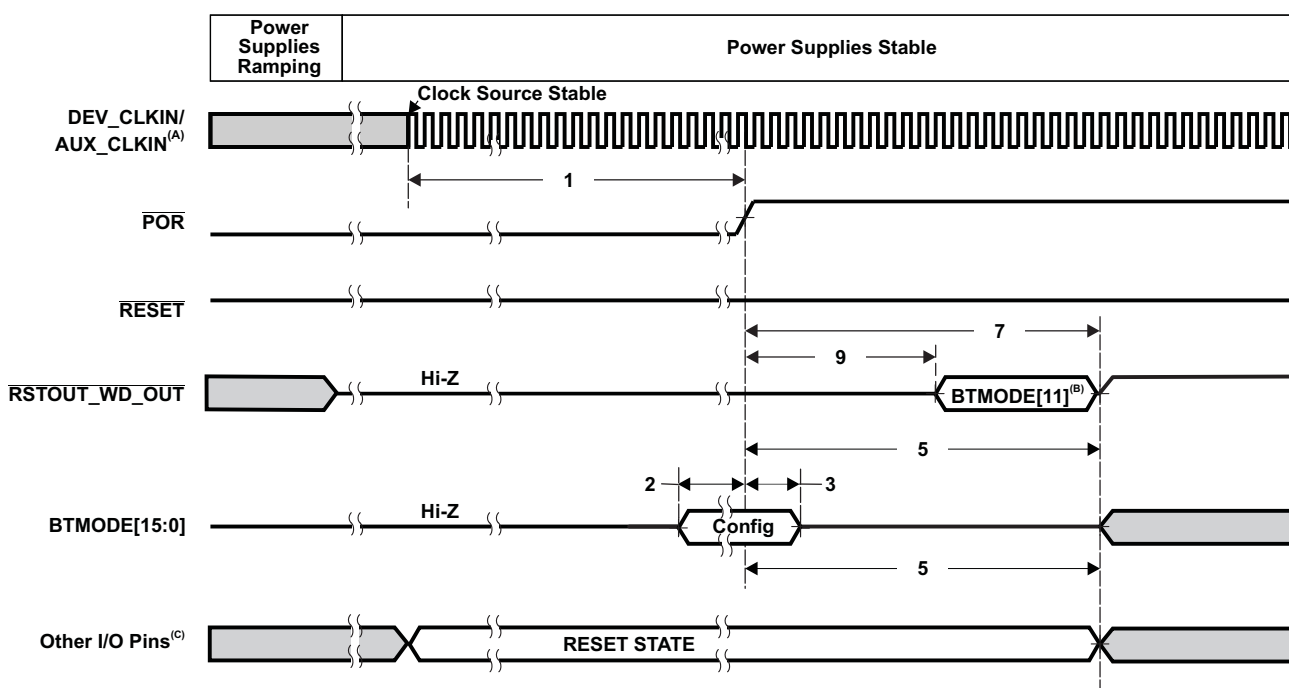 Power
Supplies
Ramping
Power Supplies Stable
Clock Source Stable
DEV_CLKIN/
AUX_CLKIN(A)
1
POR
RESET
7
9
RSTOUT_WD_OUT
Hi-Z
BTMODE[11](B)
5
2
3
BTMODE[15:0]
Hi-Z
Config
5
Other I/O Pins(C)
RESET STATE